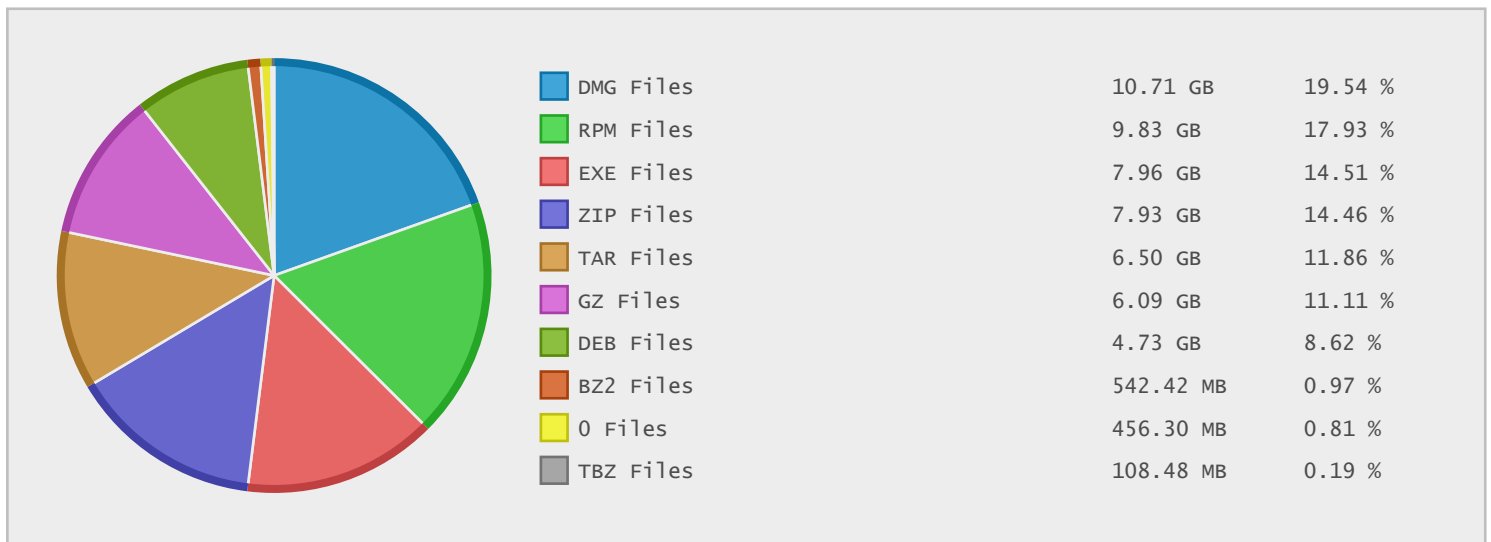 DMG Files 10.71 GB 19.54 %
RPM Files 9.83 GB 17.93 %
EXE Files 7.96 GB 14.51 %
ZIP Files 7.93 GB 14.46 %
TAR Files 6.50 GB 11.86 %
GZ Files 6.09 GB 11.11 %
DEB Files 4.73 GB 8.62 %
BZ2 Files 542.42 MB 0.97 %
0 Files 456.30 MB 0.81 %
TBZ Files 108.48 MB 0.19 %